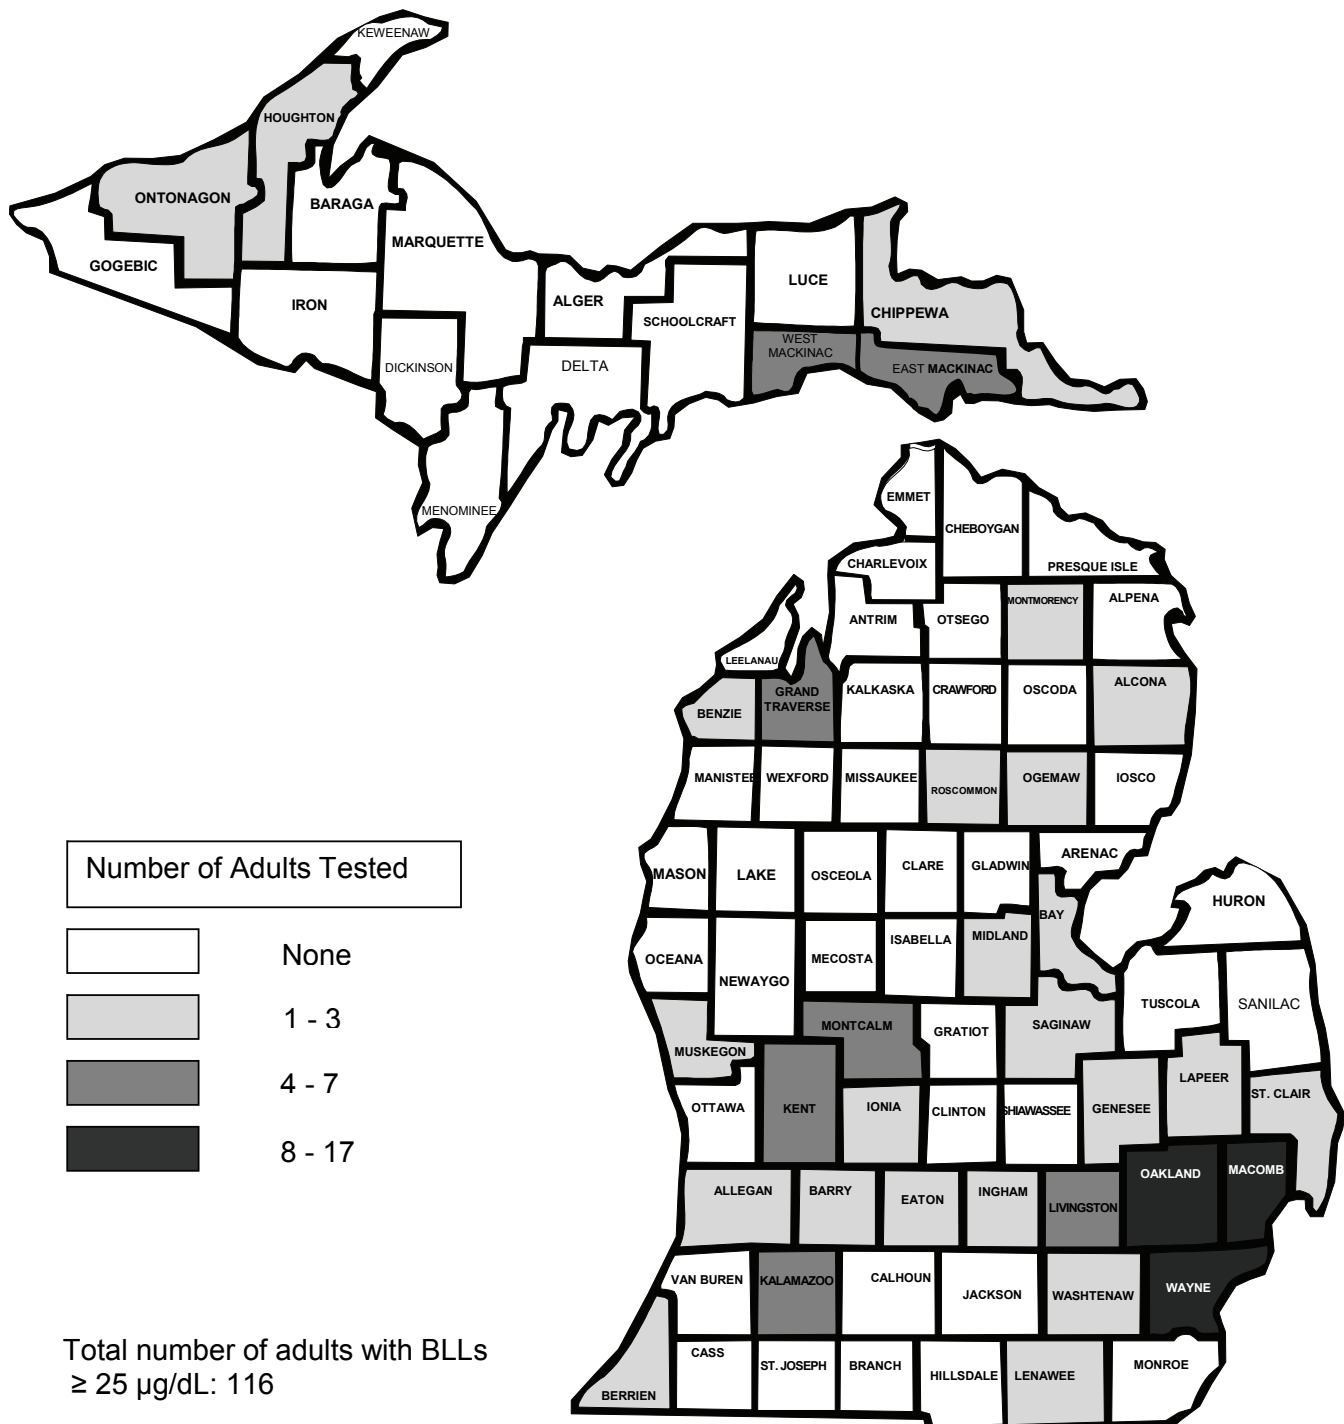 KEWEENAW
HOUGHTON
ONTONAGON
BARAGA
MARQUETTE
GOGEBIC
IRON
ALGER
LUCE
SCHOOLCRAFT
CHIPPEWA
WEST
MACKINAC
EAST MACKINAC
DICKINSON
DELTA
MENOMINEE
EMMET
CHEBOYGAN
CHARLEVOIX
PRESQUE ISLE
ANTRIM
OTSEGO
MONTMORENCY
ALPENA
LEELANAU
BENZIE
GRAND
TRAVERSE
KALKASKA
CRAWFORD
OSCODA
ALCONA
MANISTEE
WEXFORD
MISSAUKEE
ROSCOMMON
OGEMAW
IOSCO
MASON
LAKE
OSCEOLA
CLARE
GLADWIN
ARENAC
HURON
BAY
OCEANA
NEWAYGO
MECOSTA
ISABELLA
MIDLAND
TUSCOLA
SANILAC
MUSKEGON
MONTCALM
GRATIOT
SAGINAW
LAPEER
ST. CLAIR
OTTAWA
KENT
IONIA
CLINTON
SHIAWASSEE
GENESEE
ALLEGAN
BARRY
EATON
INGHAM
LIVINGSTON
OAKLAND
MACOMB
VAN BUREN
KALAMAZOO
CALHOUN
JACKSON
WASHTENAW
WAYNE
BERRIEN
CASS
ST. JOSEPH
BRANCH
HILLSDALE
LENAWEE
MONROE
Number of Adults Tested
None
1 - 3
4 - 7
8 - 17
Total number of adults with BLLs
≥ 25 µg/dL: 116